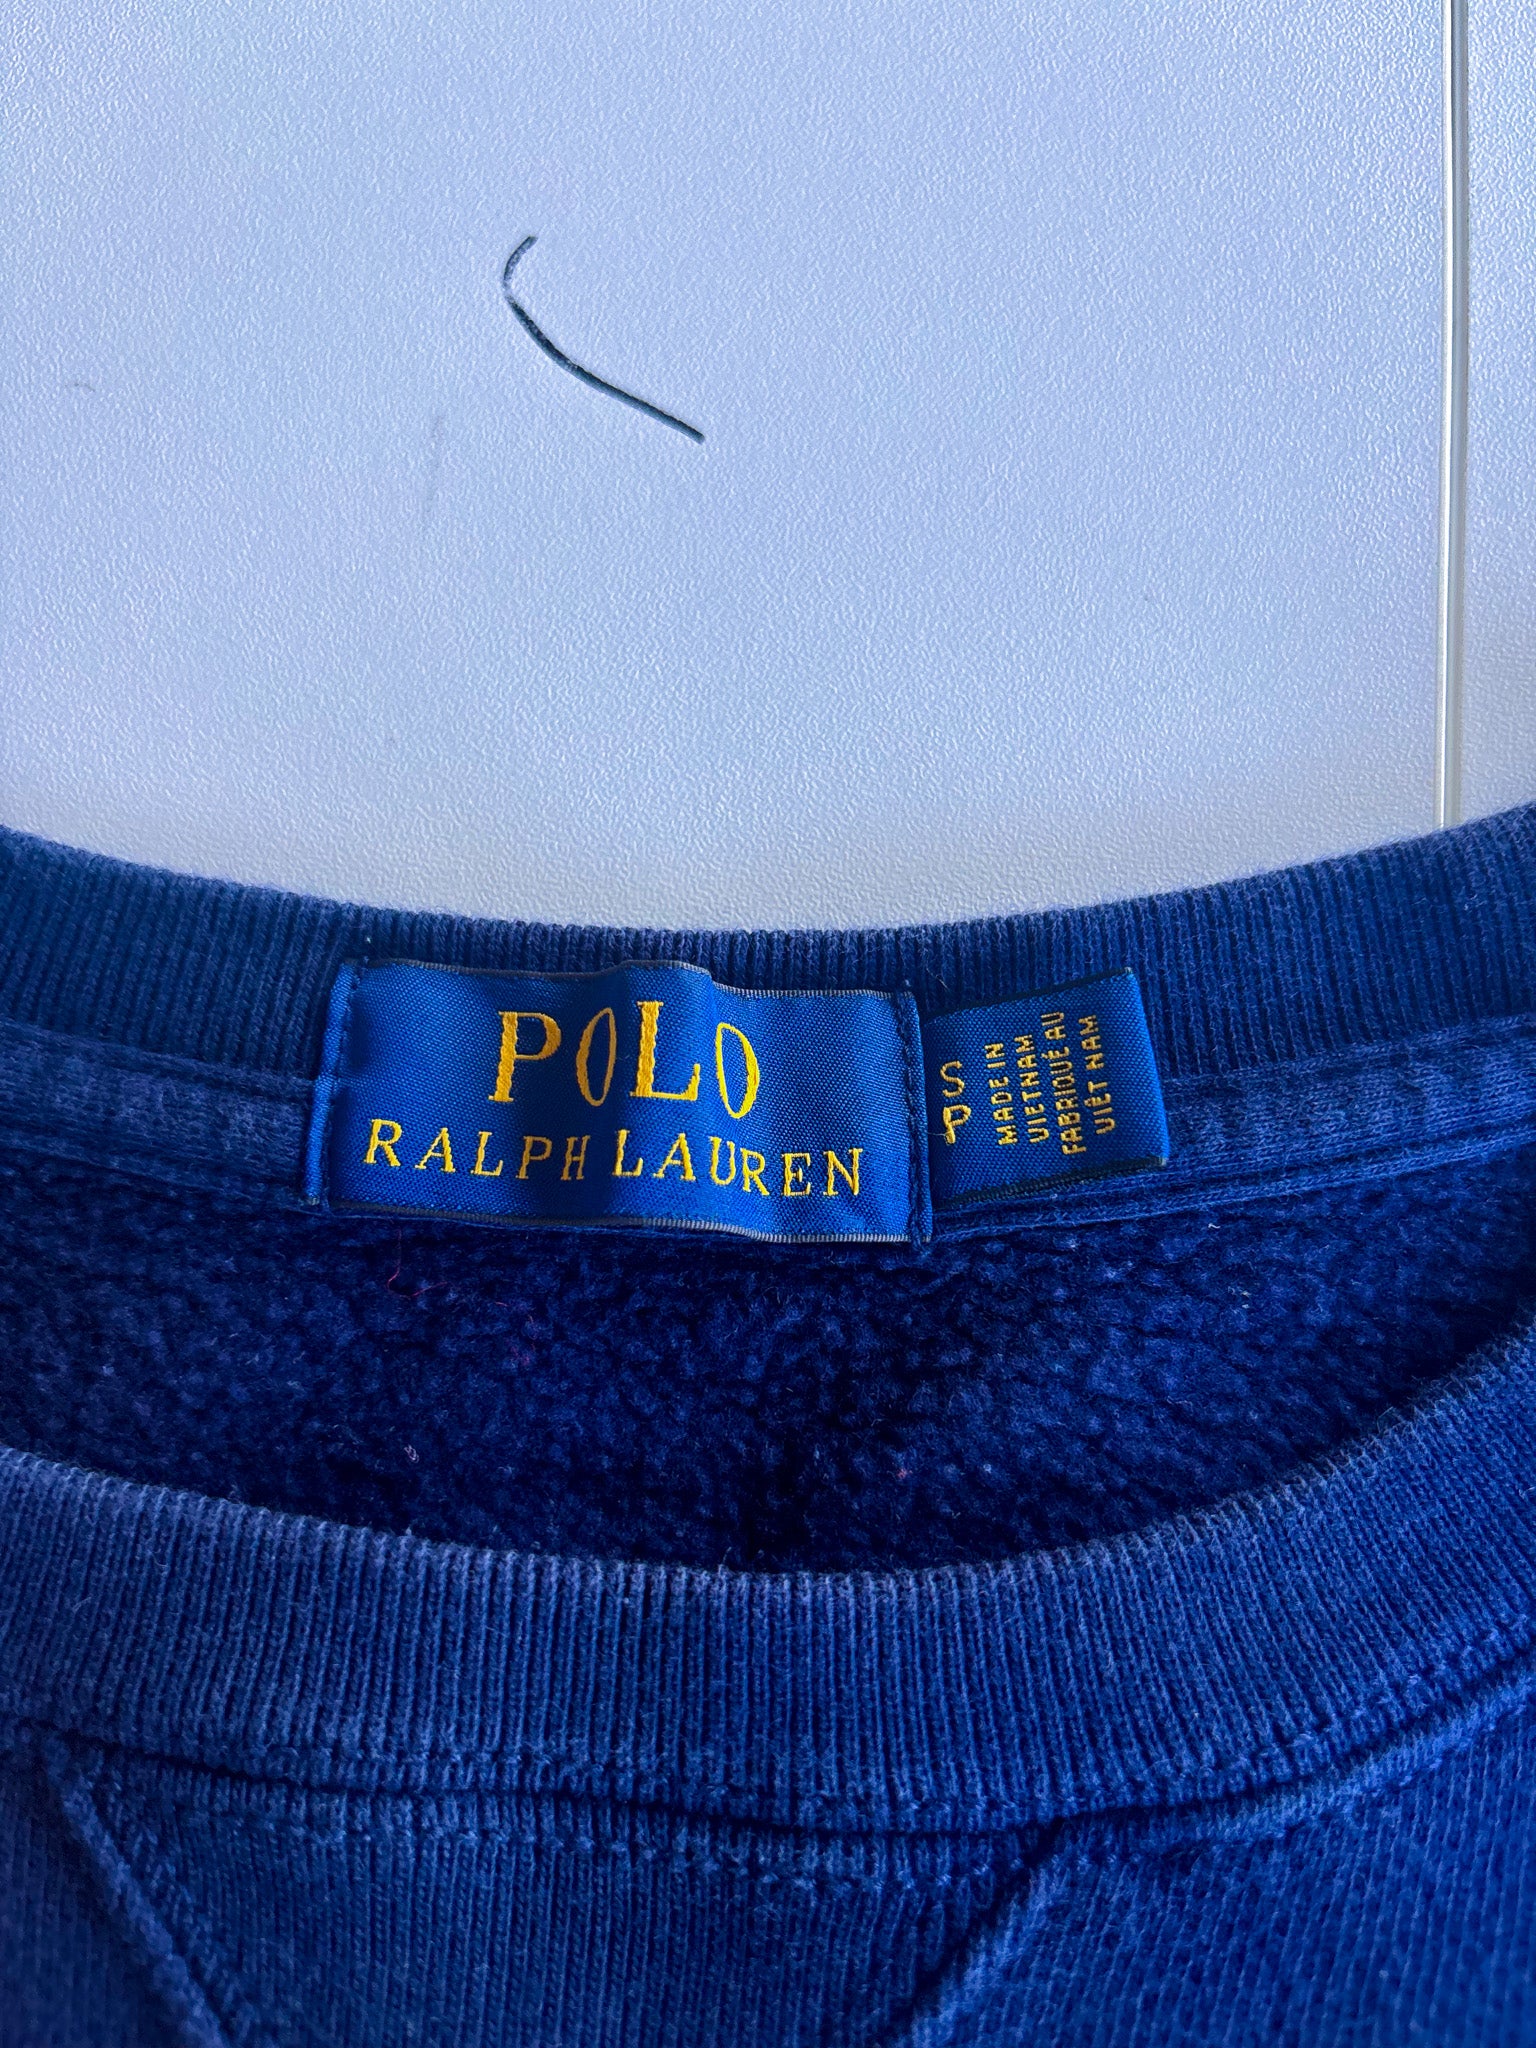 POLO
RALPH LAUREN
S
P
MADE IN
VIETNAM
FABRIQUÉ AU
VIÊT NAM